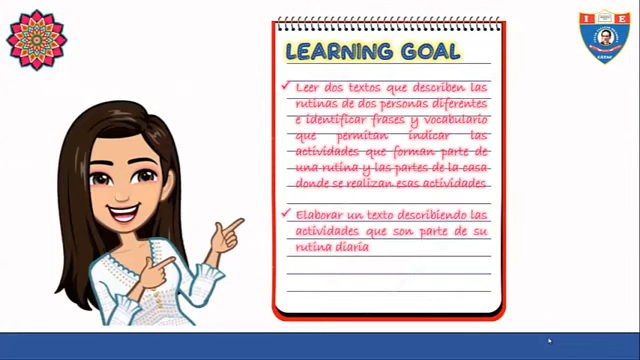 LEARNING GOAL
I E
✓ Leer dos textos que describen las
rutinas de dos personas diferentes
e identificar frases y vocabulario
que permitan indicar las
actividades que forman parte de
una rutina y las partes de la casa
donde se realizan esas actividades
✓ Elaborar un texto describiendo las
actividades que son parte de su
rutina diaria